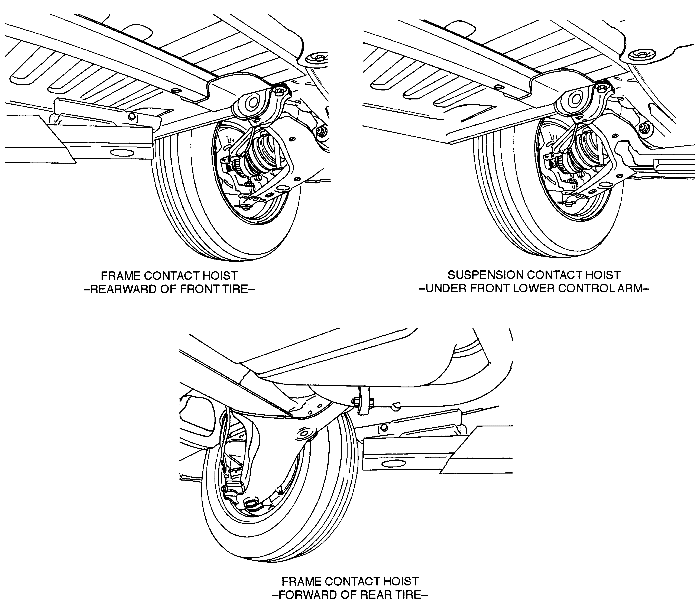 FRAME CONTACT HOIST
–REARWARD OF FRONT TIRE–
SUSPENSION CONTACT HOIST
–UNDER FRONT LOWER CONTROL ARM–
FRAME CONTACT HOIST
–FORWARD OF REAR TIRE–